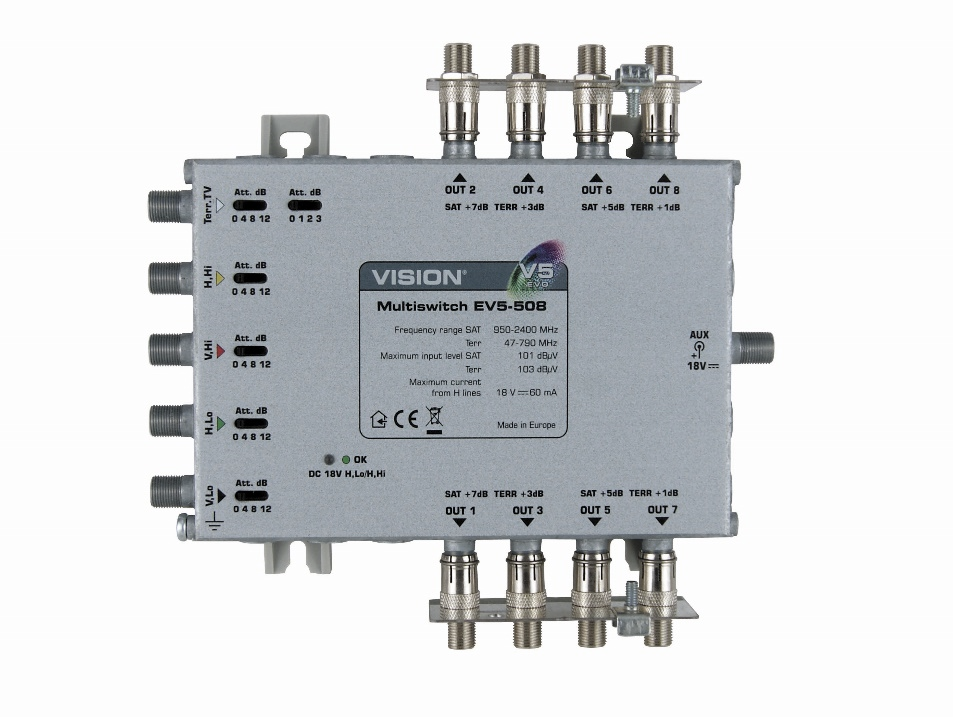 OUT 2 OUT 4 OUT 6 OUT 8
SAT +7dB TERR +3dB SAT +5dB TERR +1dB
Terr.TV
Att. dB Att. dB
0 4 8 12 0 1 2 3
H,Hi
Att. dB
0 4 8 12
V,Hi
Att. dB
0 4 8 12
H,Lo
Att. dB
0 4 8 12
V,Lo
Att. dB
0 4 8 12
VISION®
V5
EVO
Multiswitch EV5-508
Frequency range SAT 950-2400 MHz
Terr 47-790 MHz
Maximum input level SAT 101 dBµV
Terr 103 dBµV
Maximum current
from H lines 18 V⎓60 mA
CE
Made in Europe
AUX
+
18V⎓
OK
DC 18V H,Lo/H,Hi
SAT +7dB TERR +3dB SAT +5dB TERR +1dB
OUT 1 OUT 3 OUT 5 OUT 7